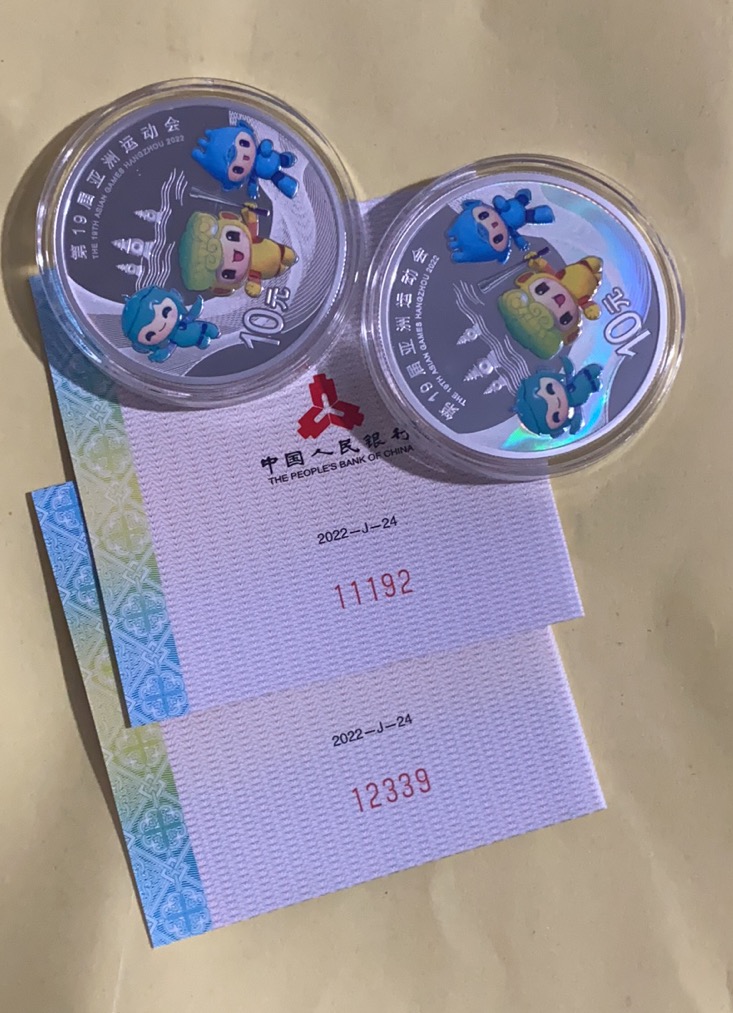 第19届亚洲运动会
THE 19TH ASIAN GAMES HANGZHOU 2022
10元
第19届亚洲运动会
THE 19TH ASIAN GAMES HANGZHOU 2022
10元
中国人民银行
THE PEOPLE'S BANK OF CHINA
2022-J-24
11192
2022-J-24
12339